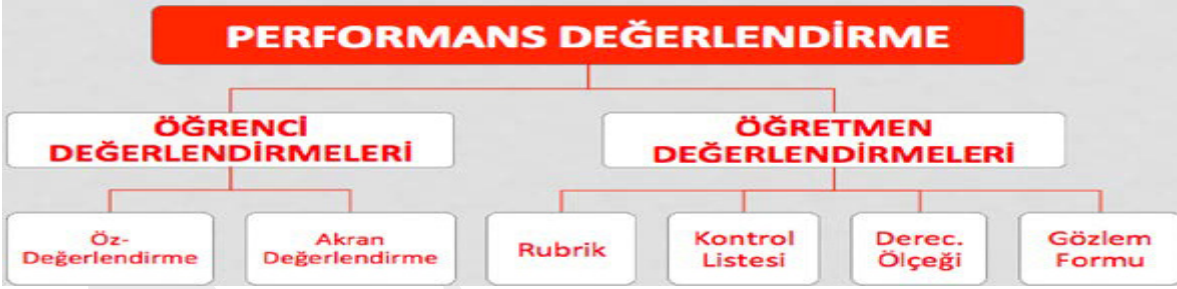 PERFORMANS DEĞERLENDİRME
ÖĞRENCİ
DEĞERLENDİRMELERİ
ÖĞRETMEN
DEĞERLENDİRMELERİ
Öz-
Değerlendirme
Akran
Değerlendirme
Rubrik
Kontrol
Listesi
Derec.
Ölçeği
Gözlem
Formu